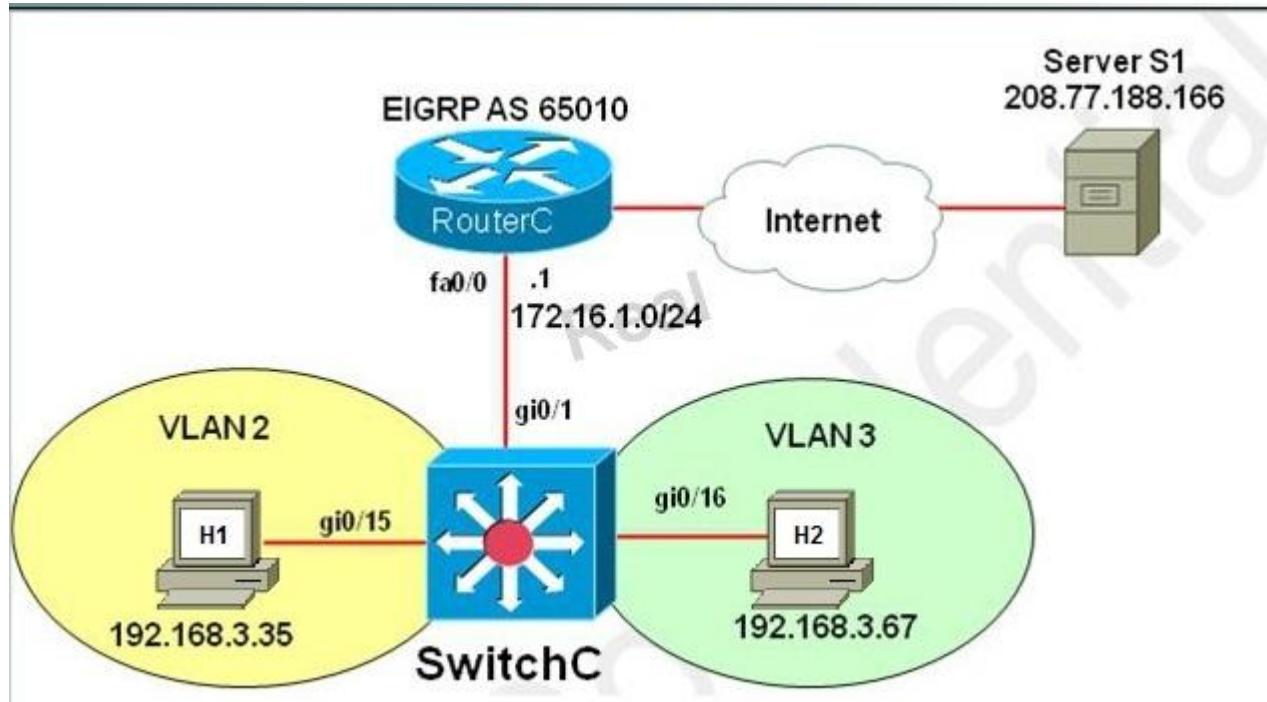 Server S1
208.77.188.166
EIGRP AS 65010
RouterC
Internet
fa0/0
.1
172.16.1.0/24
gi0/1
VLAN 2
VLAN 3
gi0/15
gi0/16
H1
H2
192.168.3.35
192.168.3.67
SwitchC